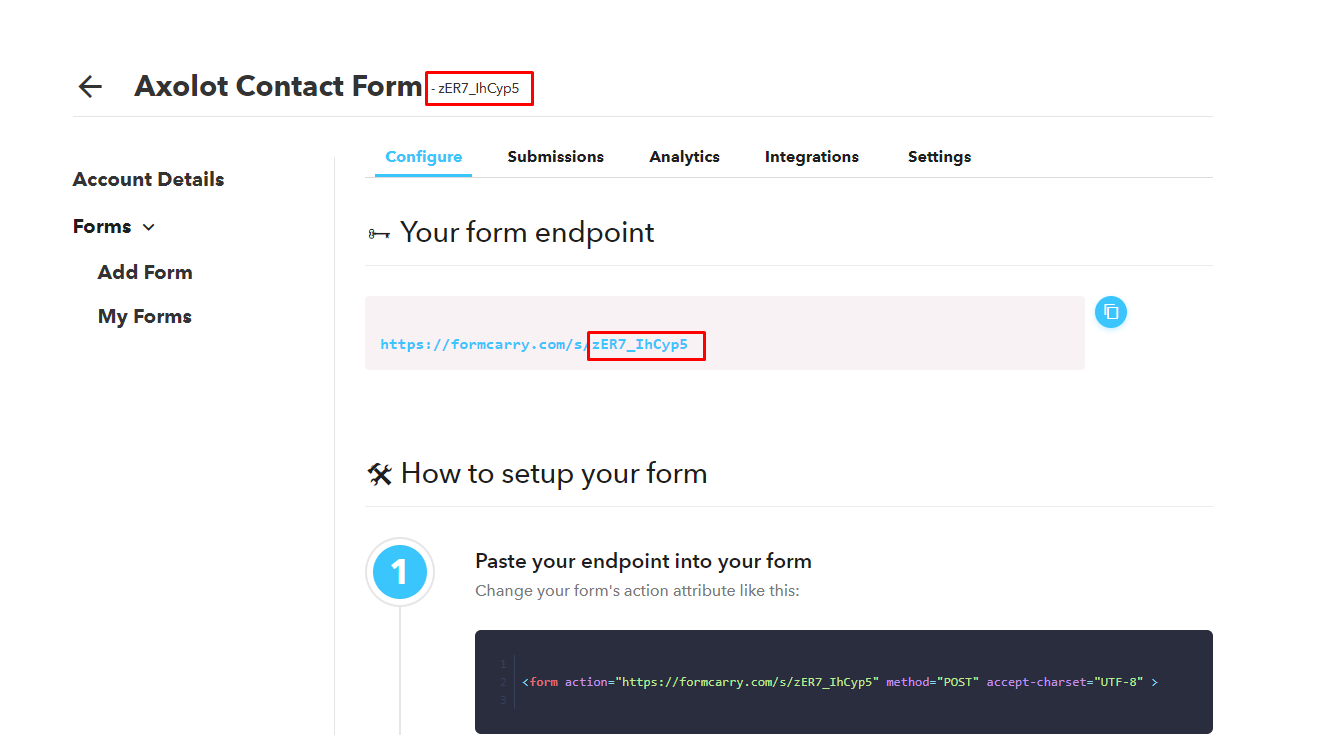 Axolot Contact Form - zER7_IhCyp5
Configure Submissions Analytics Integrations Settings
Account Details
Forms
Add Form
My Forms
Your form endpoint
https://formcarry.com/s/zER7_IhCyp5
How to setup your form
1
Paste your endpoint into your form
Change your form's action attribute like this:
1
2 <form action="https://formcarry.com/s/zER7_IhCyp5" method="POST" accept-charset="UTF-8" >
3